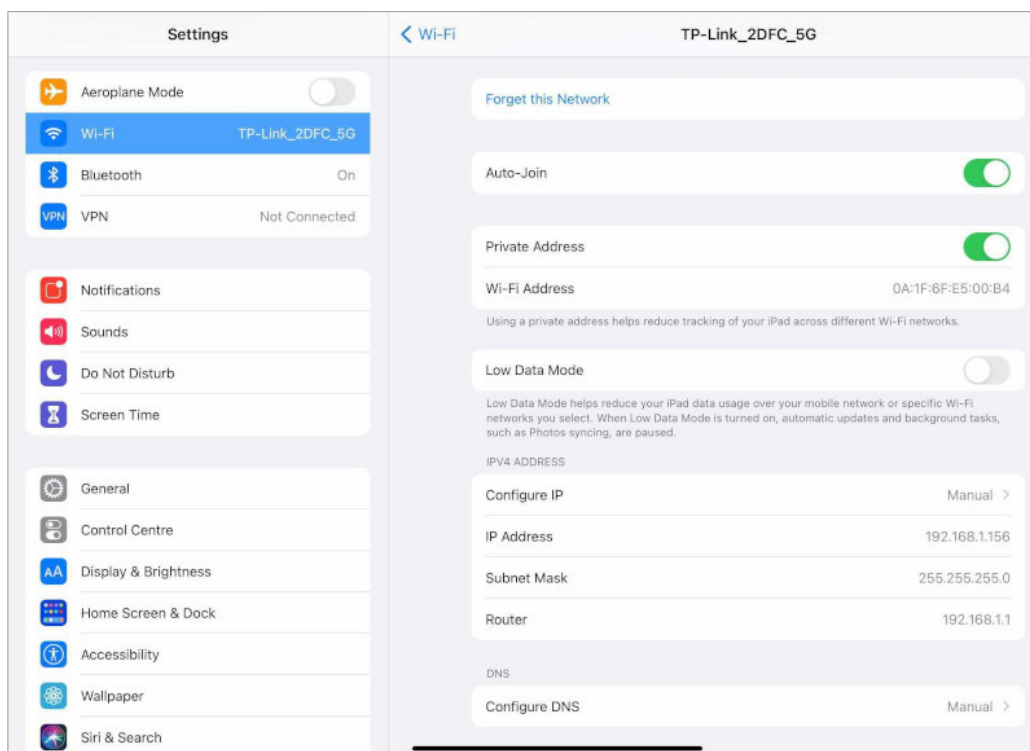 Settings
Aeroplane Mode
Wi-Fi TP-Link_2DFC_5G
Bluetooth On
VPN VPN Not Connected
Notifications
Sounds
Do Not Disturb
Screen Time
General
Control Centre
AA Display & Brightness
Home Screen & Dock
Accessibility
Wallpaper
Siri & Search
Wi-Fi TP-Link_2DFC_5G
Forget this Network
Auto-Join
Private Address
Wi-Fi Address 0A:1F:6F:E5:00:B4
Using a private address helps reduce tracking of your iPad across different Wi-Fi networks.
Low Data Mode
Low Data Mode helps reduce your iPad data usage over your mobile network or specific Wi-Fi
networks you select. When Low Data Mode is turned on, automatic updates and background tasks,
such as Photos syncing, are paused.
IPV4 ADDRESS
Configure IP Manual
IP Address 192.168.1.156
Subnet Mask 255.255.255.0
Router 192.168.1.1
DNS
Configure DNS Manual